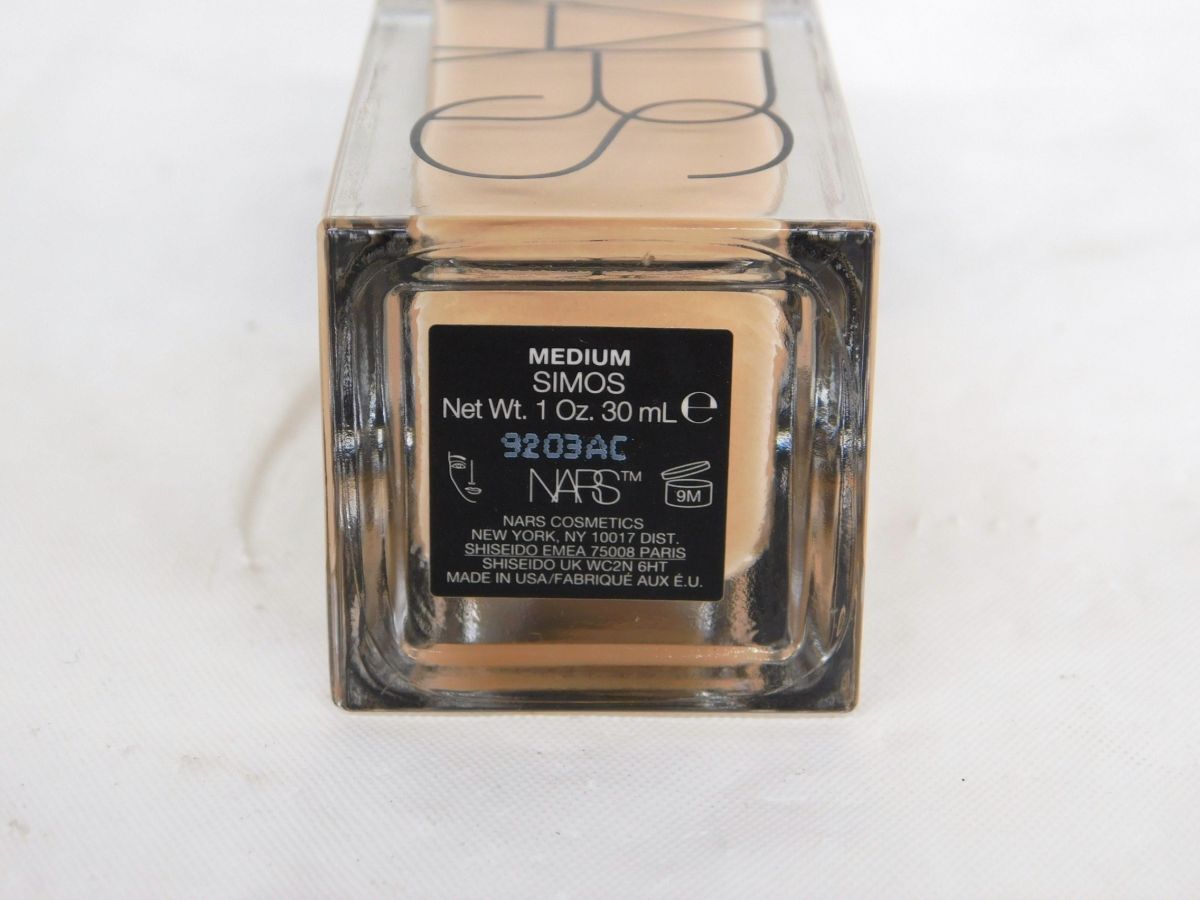 NARS
MEDIUM
SIMOS
Net Wt. 1 Oz. 30 mL ℮
9203AC
NARS™
9M
NARS COSMETICS
NEW YORK, NY 10017 DIST.
SHISEIDO EMEA 75008 PARIS
SHISEIDO UK WC2N 6HT
MADE IN USA/FABRIQUÉ AUX É.U.